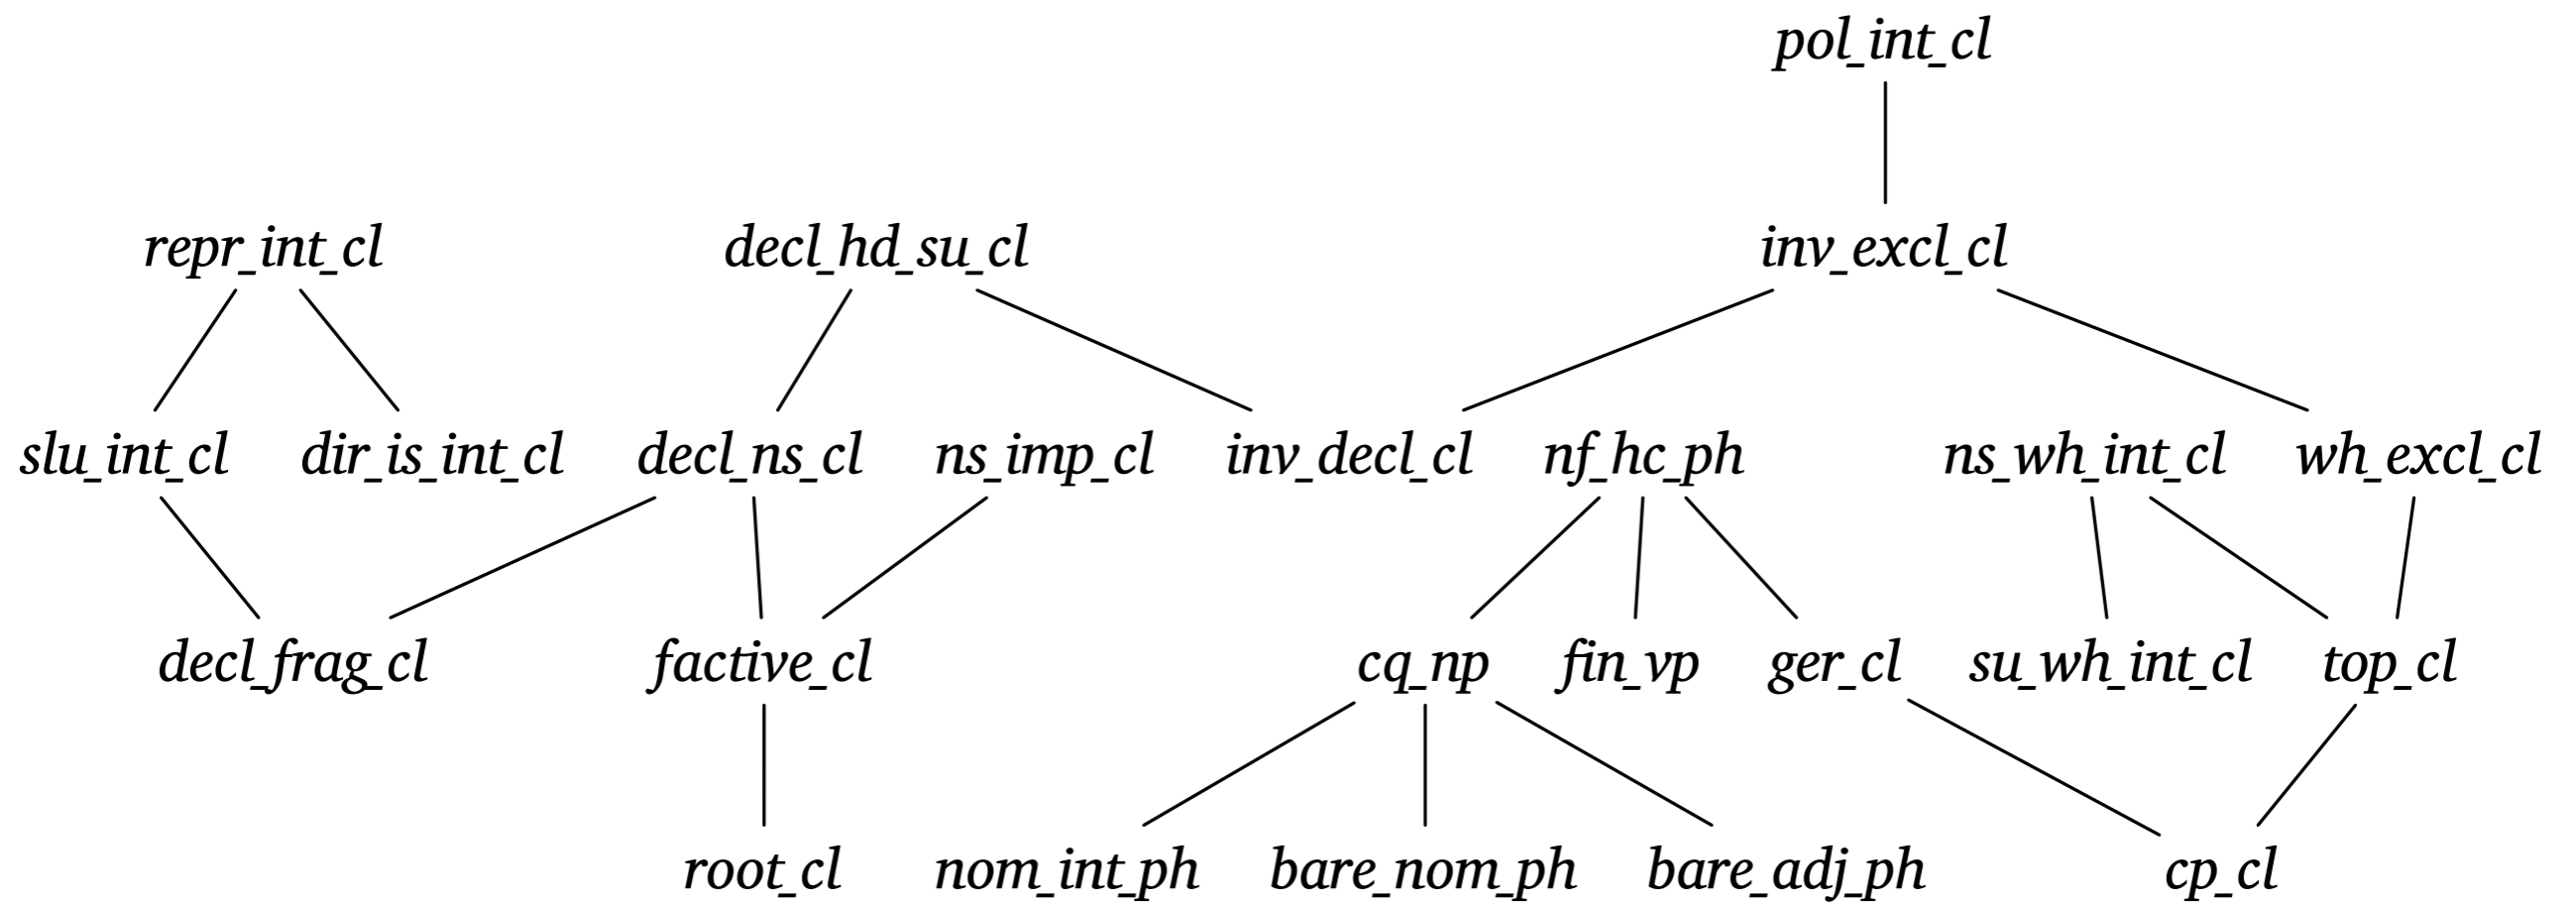 pol_int_cl
repr_int_cl decl_hd_su_cl inv_excl_cl
slu_int_cl dir_is_int_cl decl_ns_cl ns_imp_cl inv_decl_cl nf_hc_ph ns_wh_int_cl wh_excl_cl
decl_frag_cl factive_cl cq_np fin_vp ger_cl su_wh_int_cl top_cl
root_cl nom_int_ph bare_nom_ph bare_adj_ph cp_cl